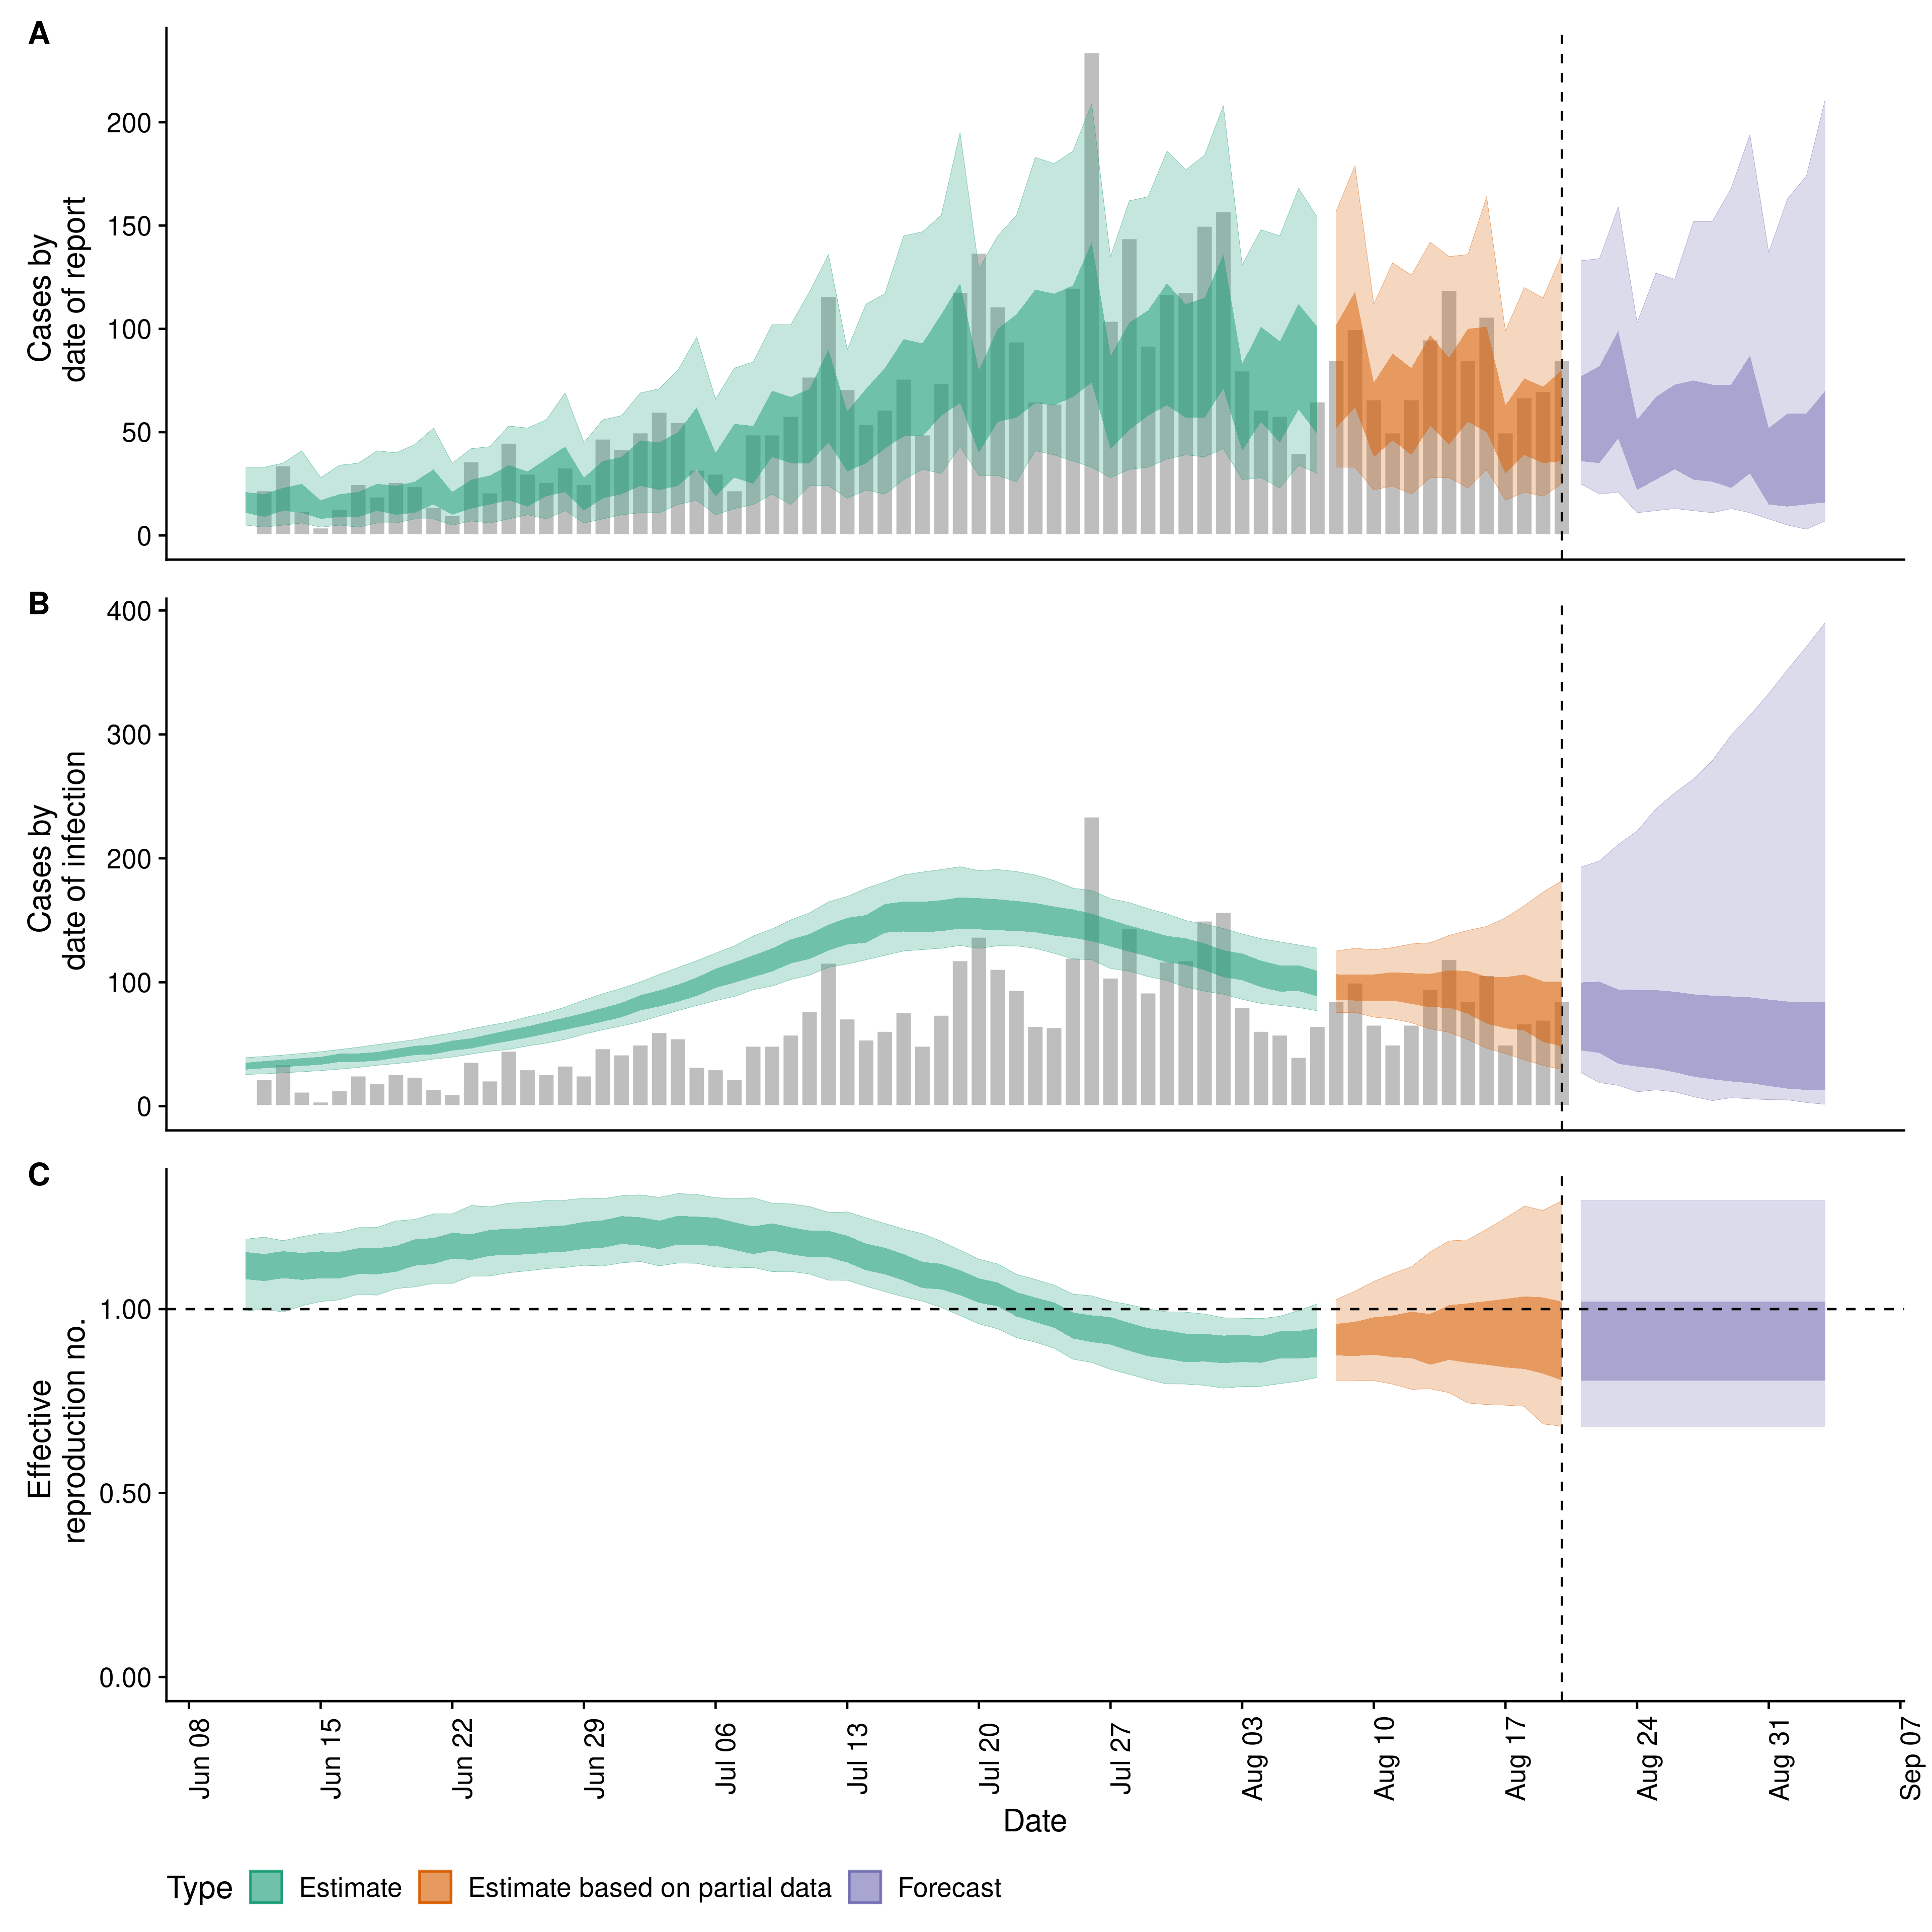 A
Cases by
date of report
200
150
100
50
0
B
Cases by
date of infection
400
300
200
100
0
C
Effective
reproduction no.
1.00
0.50
0.00
Jun 08
Jun 15
Jun 22
Jun 29
Jul 06
Jul 13
Jul 20
Jul 27
Aug 03
Aug 10
Aug 17
Aug 24
Aug 31
Sep 07
Date
Type Estimate Estimate based on partial data Forecast